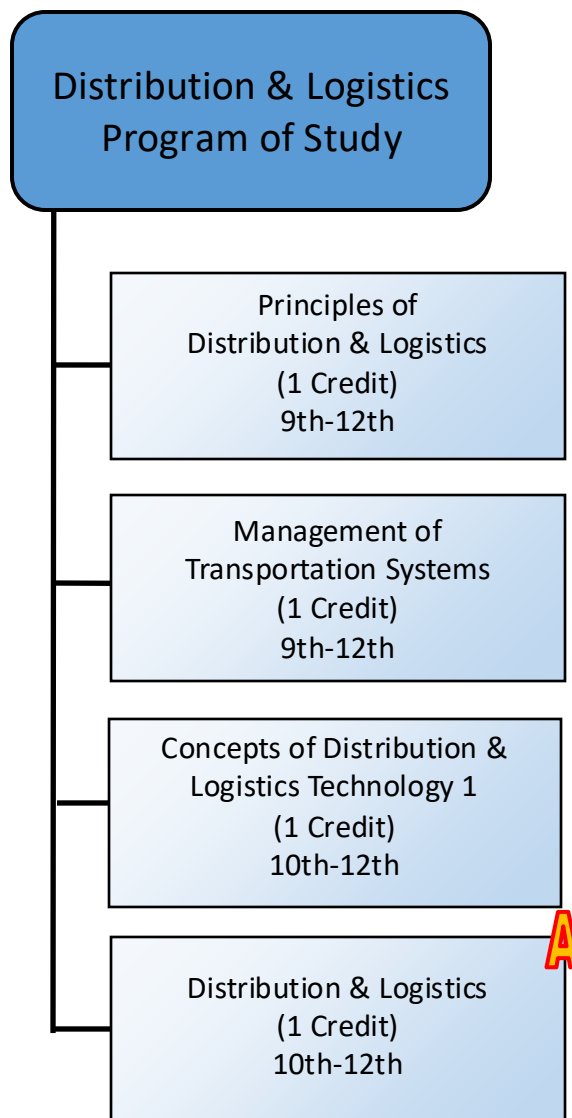 Distribution & Logistics
Program of Study
Principles of
Distribution & Logistics
(1 Credit)
9th-12th
Management of
Transportation Systems
(1 Credit)
9th-12th
Concepts of Distribution &
Logistics Technology 1
(1 Credit)
10th-12th
A
Distribution & Logistics
(1 Credit)
10th-12th